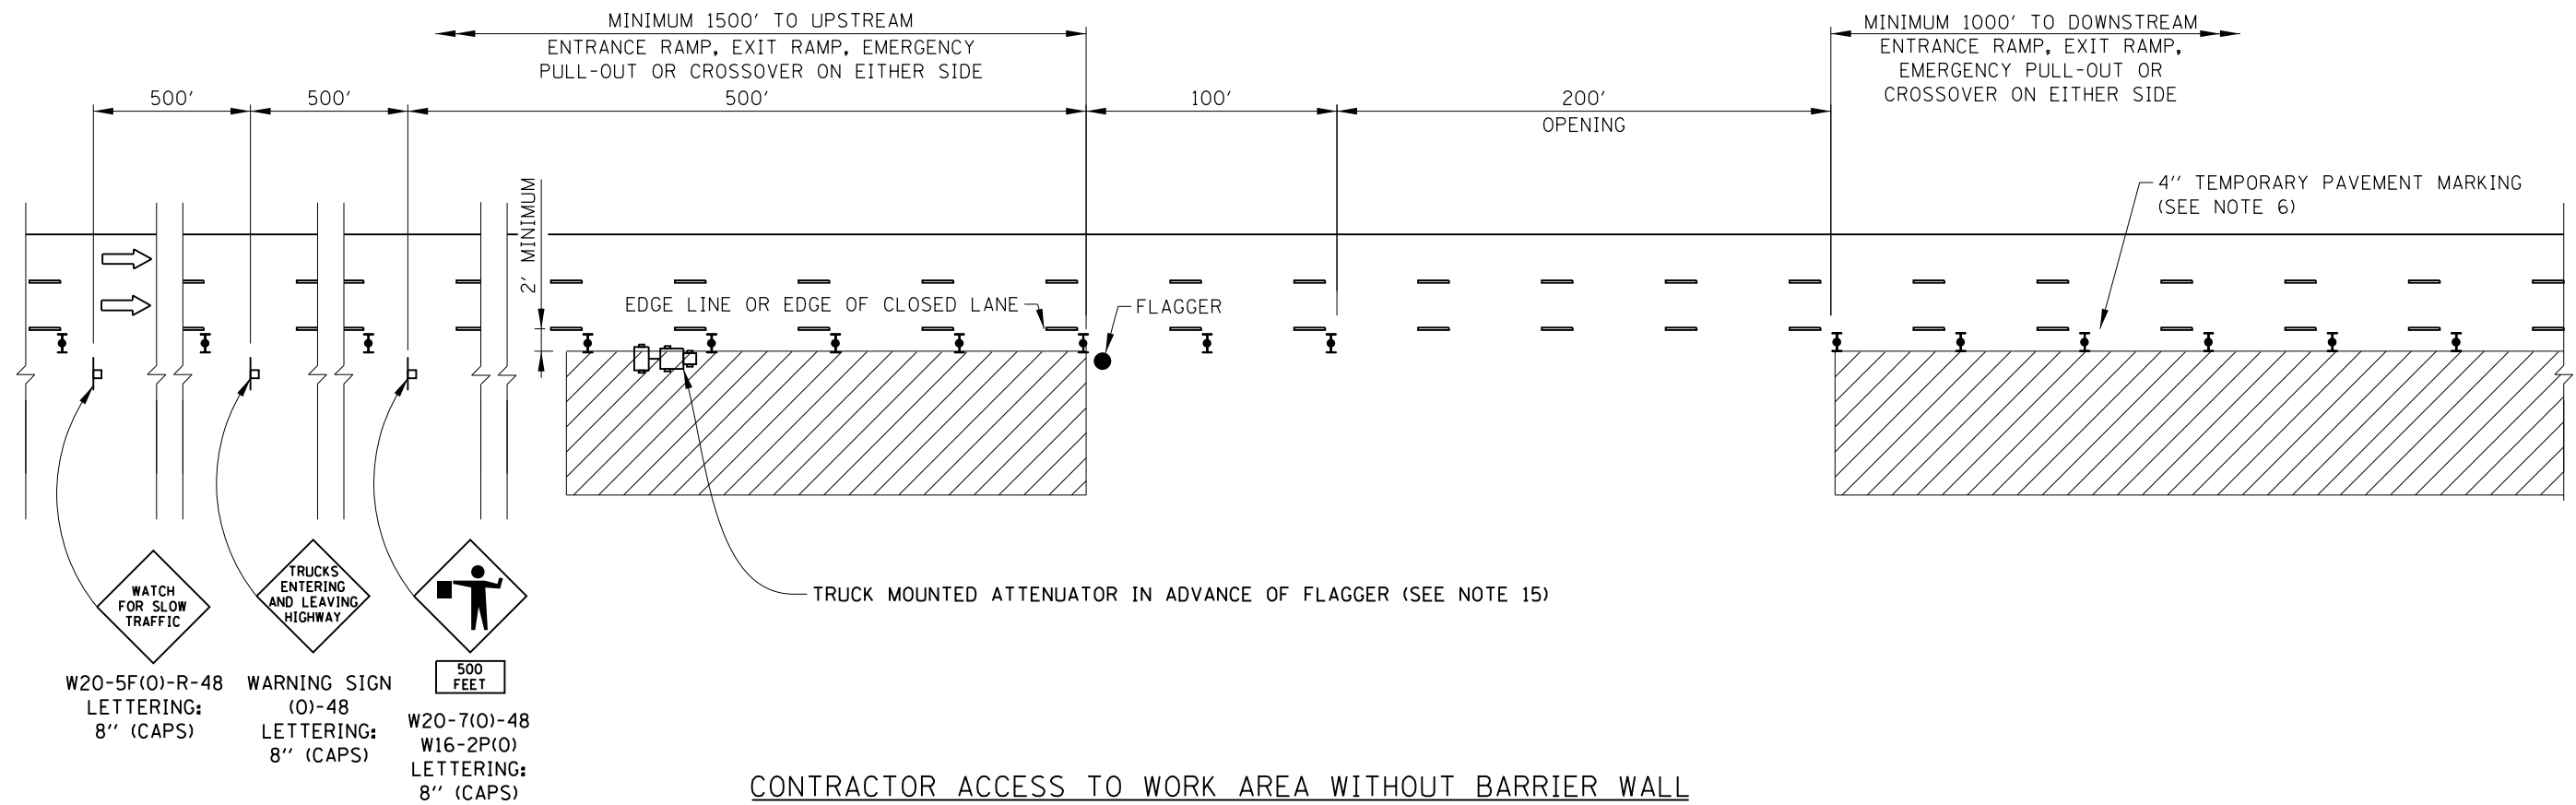 MINIMUM 1500' TO UPSTREAM
ENTRANCE RAMP, EXIT RAMP, EMERGENCY
PULL-OUT OR CROSSOVER ON EITHER SIDE
MINIMUM 1000' TO DOWNSTREAM
ENTRANCE RAMP, EXIT RAMP,
EMERGENCY PULL-OUT OR
CROSSOVER ON EITHER SIDE
500'
500'
500'
100'
200'
OPENING
2' MINIMUM
4'' TEMPORARY PAVEMENT MARKING
(SEE NOTE 6)
EDGE LINE OR EDGE OF CLOSED LANE
FLAGGER
TRUCK MOUNTED ATTENUATOR IN ADVANCE OF FLAGGER (SEE NOTE 15)
WATCH
FOR SLOW
TRAFFIC
W20-5F(O)-R-48
LETTERING:
8'' (CAPS)
TRUCKS
ENTERING
AND LEAVING
HIGHWAY
WARNING SIGN
(O)-48
LETTERING:
8'' (CAPS)
500
FEET
W20-7(O)-48
W16-2P(O)
LETTERING:
8'' (CAPS)
CONTRACTOR ACCESS TO WORK AREA WITHOUT BARRIER WALL